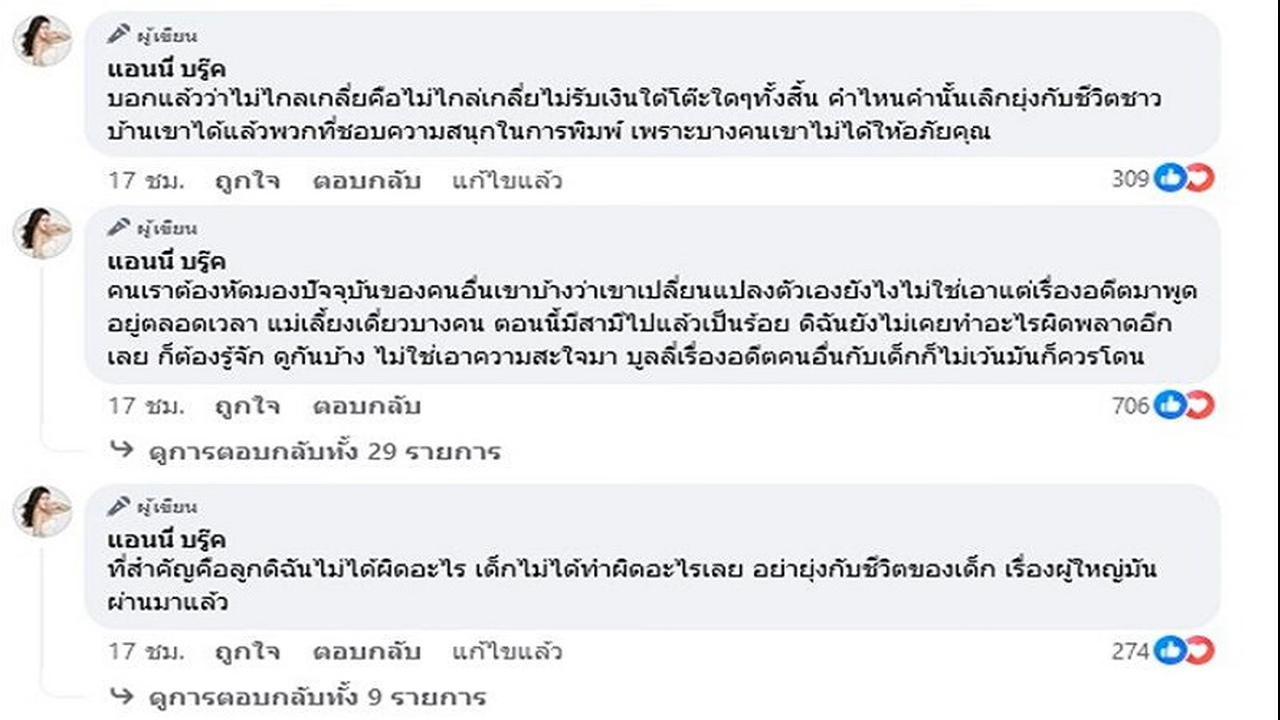 ผู้เขียน
แอนนี่ บรู๊ค
บอกแล้วว่าไม่ไกลเกลี่ยคือไม่ไกล่เกลี่ยไม่รับเงินใต้โต๊ะใดๆทั้งสิ้น คำไหนคำนั้นเลิกยุ่งกับชีวิตชาว
บ้านเขาได้แล้วพวกที่ชอบความสนุกในการพิมพ์ เพราะบางคนเขาไม่ได้ให้อภัยคุณ
17 ชม. ถูกใจ ตอบกลับ แก้ไขแล้ว 309
ผู้เขียน
แอนนี่ บรู๊ค
คนเราต้องหัดมองปัจจุบันของคนอื่นเขาบ้างว่าเขาเปลี่ยนแปลงตัวเองยังไงไม่ใช่เอาแต่เรื่องอดีตมาพูด
อยู่ตลอดเวลา แม่เลี้ยงเดี่ยวบางคน ตอนนี้มีสามีไปแล้วเป็นร้อย ดิฉันยังไม่เคยทำอะไรผิดพลาดอีก
เลย ก็ต้องรู้จัก ดูกันบ้าง ไม่ใช่เอาความสะใจมา บูลลี่เรื่องอดีตคนอื่นกับเด็กก็ไม่เว้นมันก็ควรโดน
17 ชม. ถูกใจ ตอบกลับ 706
ดูการตอบกลับทั้ง 29 รายการ
ผู้เขียน
แอนนี่ บรู๊ค
ที่สำคัญคือลูกดิฉันไม่ได้ผิดอะไร เด็กไม่ได้ทำผิดอะไรเลย อย่ายุ่งกับชีวิตของเด็ก เรื่องผู้ใหญ่มัน
ผ่านมาแล้ว
17 ชม. ถูกใจ ตอบกลับ แก้ไขแล้ว 274
ดูการตอบกลับทั้ง 9 รายการ